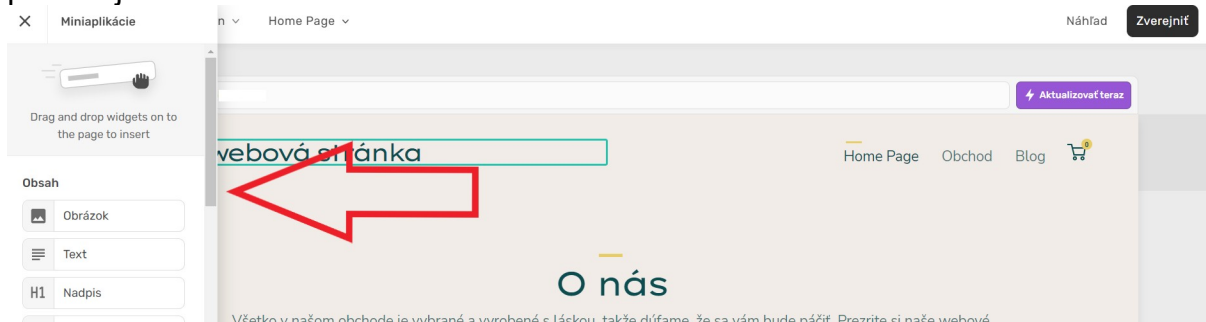 Miniaplikácie
Home Page
Náhľad
Zverejniť
Drag and drop widgets on to
the page to insert
Aktualizovať teraz
webová stránka
Home Page
Obchod
Blog
0
Obsah
Obrázok
Text
H1 Nadpis
O nás
Všetko v našom obchode je vybrané a vyrobené s láskou, takže dúfame, že sa vám bude páčiť. Prezrite si naše webové